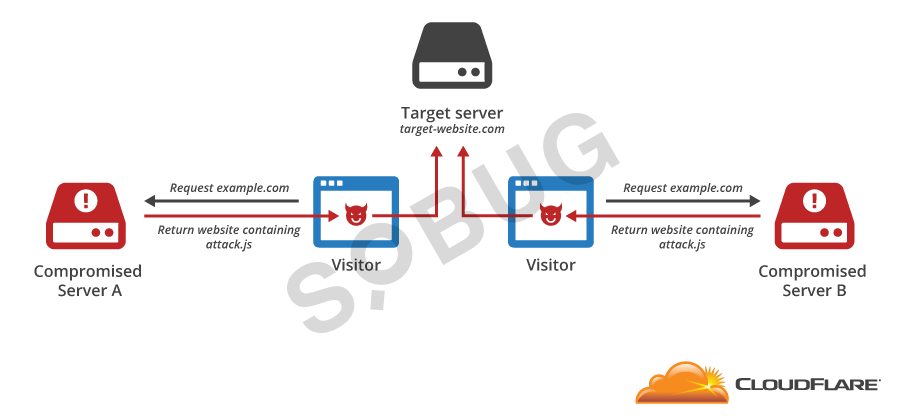 Target server
target-website.com
Request example.com
Return website containing
attack.js
Compromised
Server A
Visitor
Visitor
Request example.com
Return website containing
attack.js
Compromised
Server B
SOBUG
CLOUDFLARE